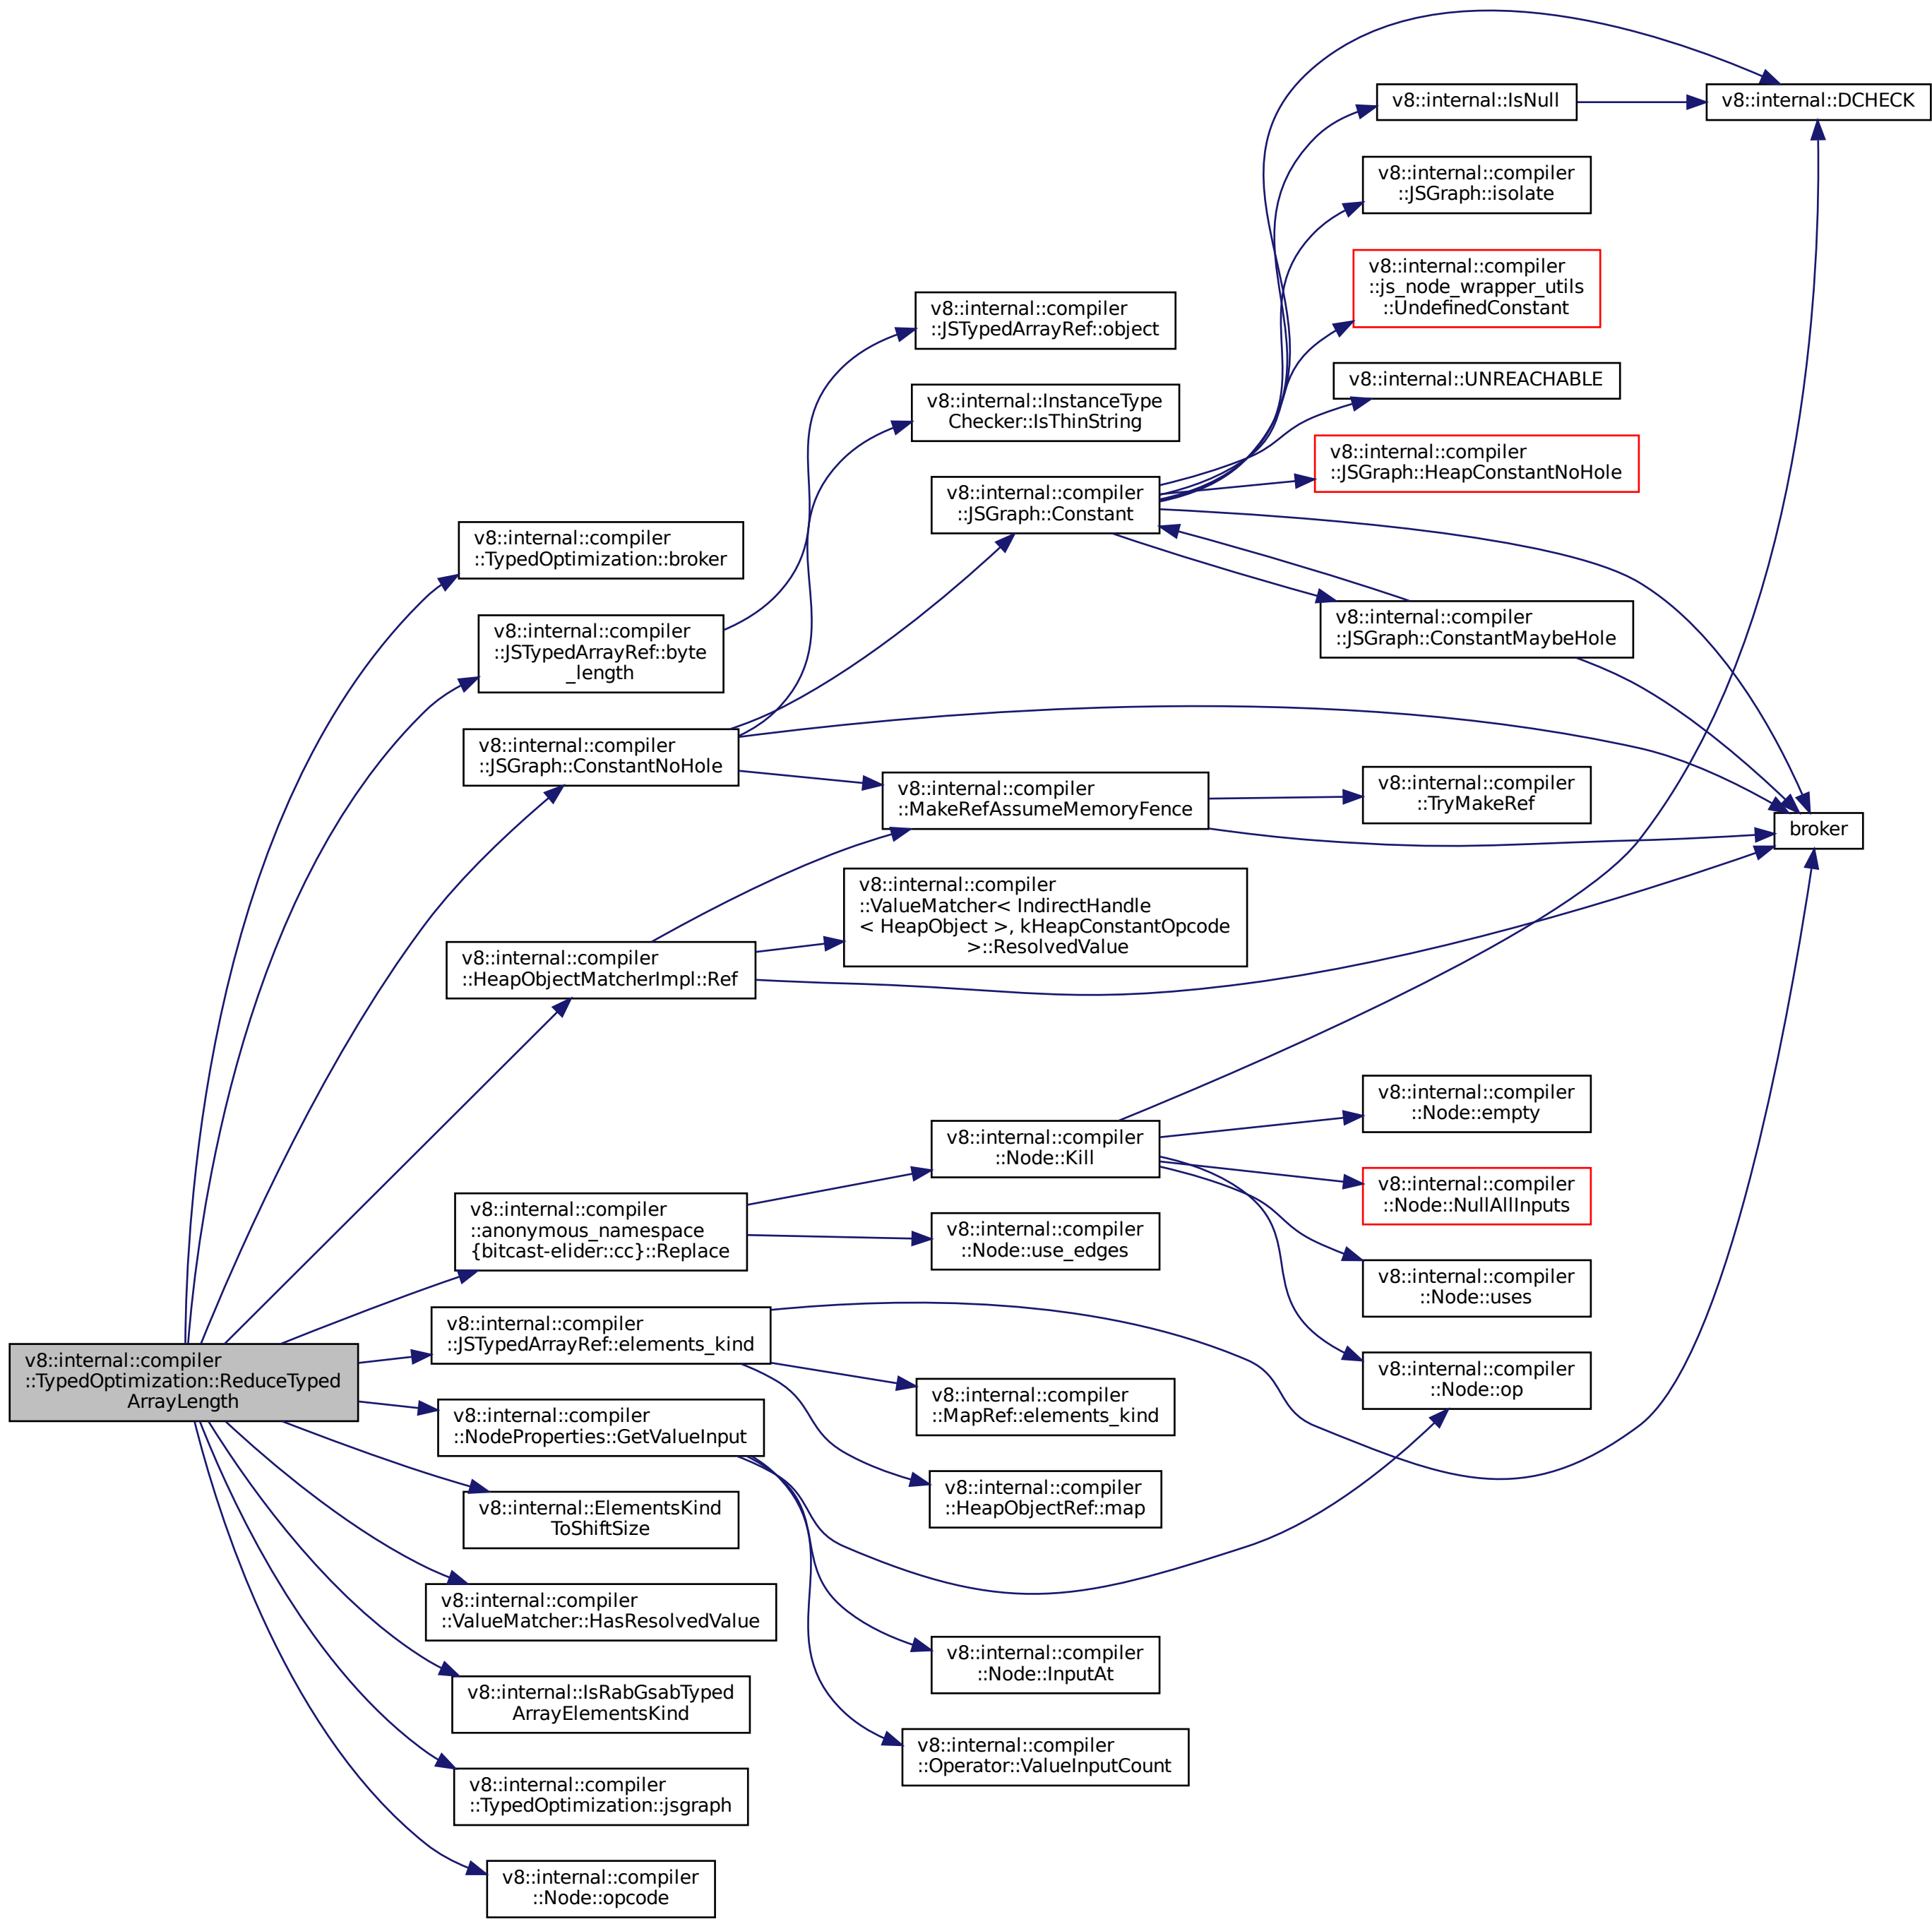 v8::internal::compiler
::TypedOptimization::ReduceTyped
ArrayLength
v8::internal::compiler
::TypedOptimization::broker
v8::internal::compiler
::JSTypedArrayRef::byte
_length
v8::internal::compiler
::JSGraph::ConstantNoHole
v8::internal::compiler
::HeapObjectMatcherImpl::Ref
v8::internal::compiler
::anonymous_namespace
{bitcast-elider::cc}::Replace
v8::internal::compiler
::JSTypedArrayRef::elements_kind
v8::internal::compiler
::NodeProperties::GetValueInput
v8::internal::ElementsKind
ToShiftSize
v8::internal::compiler
::ValueMatcher::HasResolvedValue
v8::internal::IsRabGsabTyped
ArrayElementsKind
v8::internal::compiler
::TypedOptimization::jsgraph
v8::internal::compiler
::Node::opcode
v8::internal::compiler
::JSTypedArrayRef::object
v8::internal::InstanceType
Checker::IsThinString
v8::internal::compiler
::JSGraph::Constant
v8::internal::compiler
::MakeRefAssumeMemoryFence
v8::internal::compiler
::ValueMatcher< IndirectHandle
< HeapObject >, kHeapConstantOpcode
>::ResolvedValue
v8::internal::compiler
::Node::Kill
v8::internal::compiler
::Node::use_edges
v8::internal::compiler
::MapRef::elements_kind
v8::internal::compiler
::HeapObjectRef::map
v8::internal::compiler
::Node::InputAt
v8::internal::compiler
::Operator::ValueInputCount
v8::internal::IsNull
v8::internal::compiler
::JSGraph::isolate
v8::internal::compiler
::js_node_wrapper_utils
::UndefinedConstant
v8::internal::UNREACHABLE
v8::internal::compiler
::JSGraph::HeapConstantNoHole
v8::internal::compiler
::JSGraph::ConstantMaybeHole
v8::internal::compiler
::TryMakeRef
v8::internal::compiler
::Node::empty
v8::internal::compiler
::Node::NullAllInputs
v8::internal::compiler
::Node::uses
v8::internal::compiler
::Node::op
v8::internal::DCHECK
broker